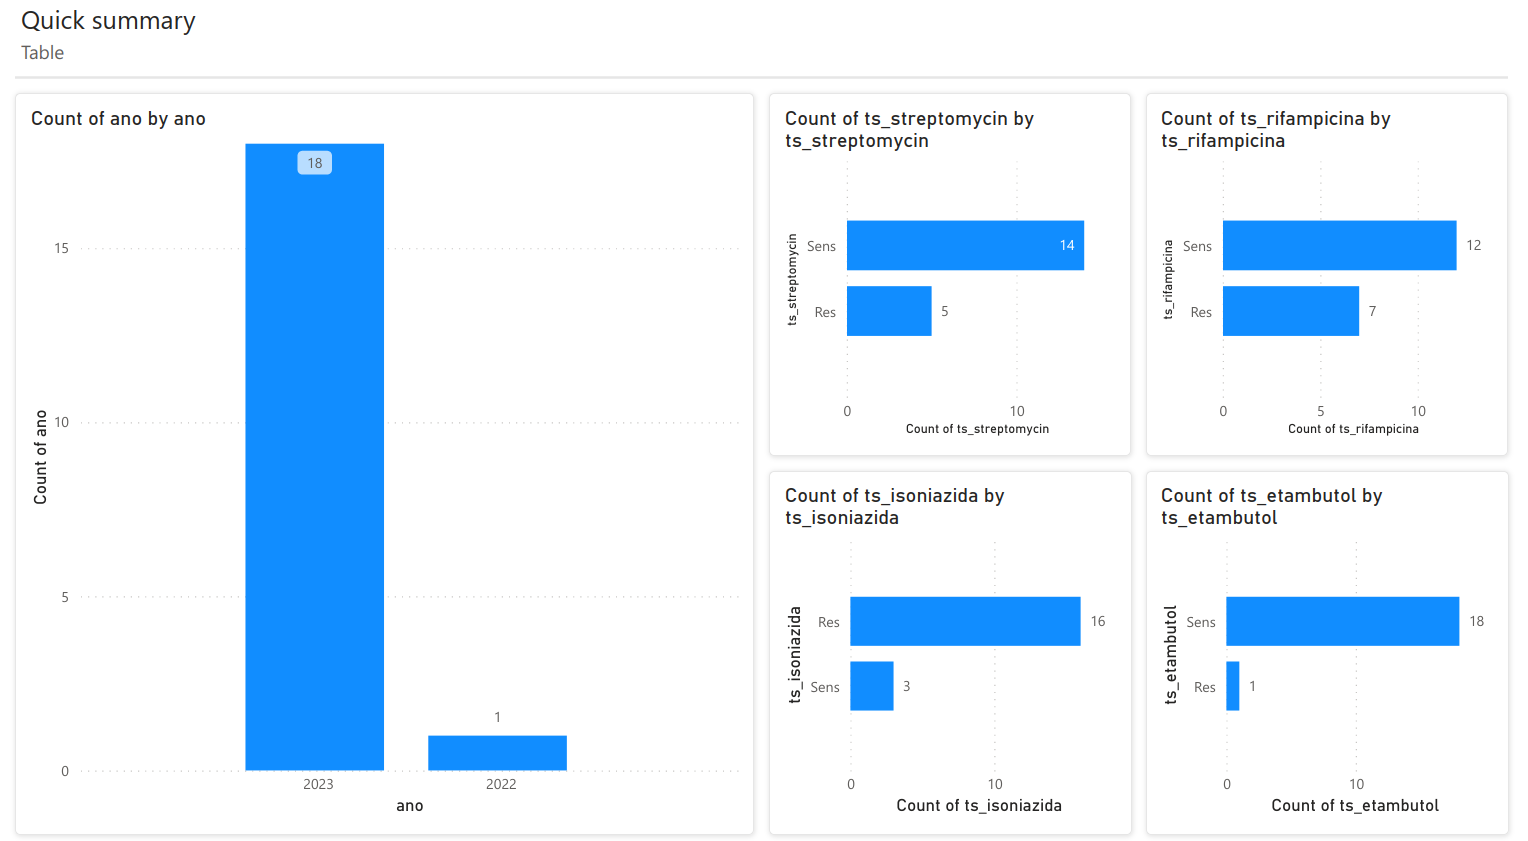 Quick summary
Table
Count of ano by ano
18
15
10
5
0
1
2023
2022
ano
Count of ano
Count of ts_streptomycin by
ts_streptomycin
ts_streptomycin
Sens
14
Res
5
0
10
Count of ts_streptomycin
Count of ts_rifampicina by
ts_rifampicina
ts_rifampicina
Sens
12
Res
7
0
5
10
Count of ts_rifampicina
Count of ts_isoniazida by
ts_isoniazida
ts_isoniazida
Res
16
Sens
3
0
10
Count of ts_isoniazida
Count of ts_etambutol by
ts_etambutol
ts_etambutol
Sens
18
Res
1
0
10
Count of ts_etambutol